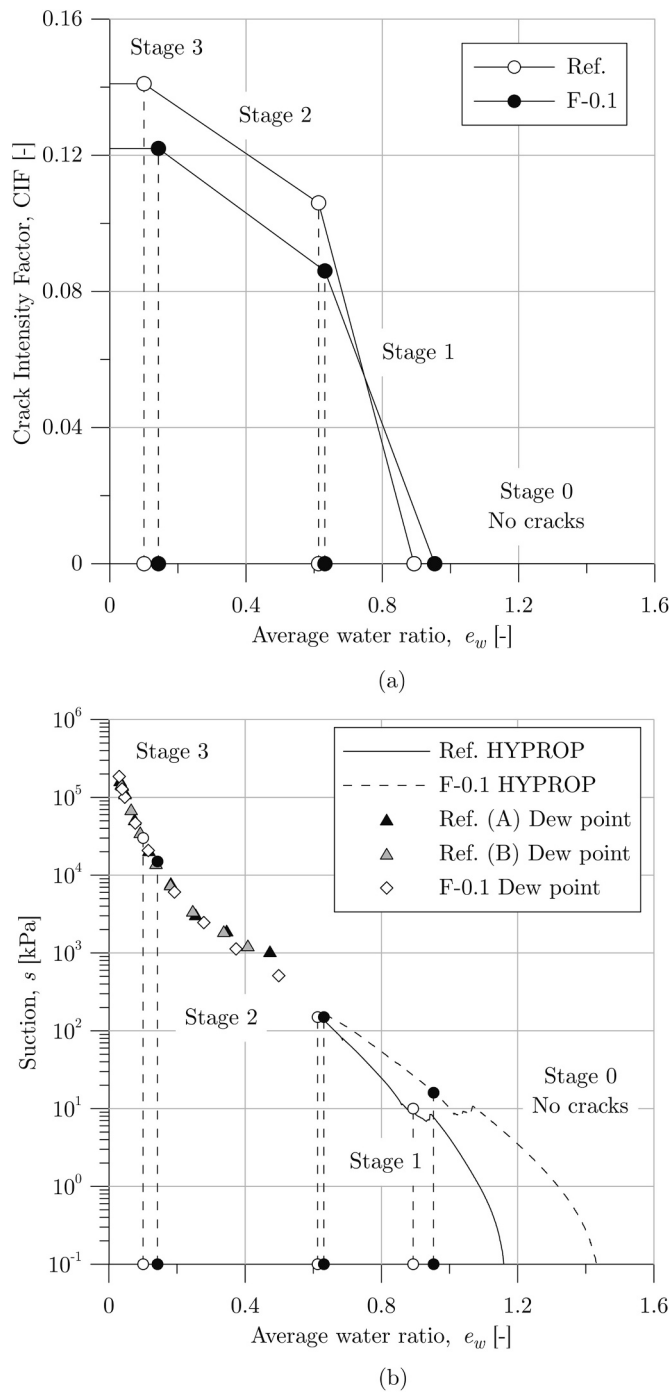 0.16
Stage 3
Ref.
F-0.1
Stage 2
0.12
Crack Intensity Factor, CIF [-]
0.08
Stage 1
0.04
Stage 0
No cracks
0
0 0.4 0.8 1.2 1.6
Average water ratio, e_w [-]
(a)
10^6
Stage 3
Ref. HYPROP
F-0.1 HYPROP
10^5
Ref. (A) Dew point
Ref. (B) Dew point
10^4
F-0.1 Dew point
10^3
Suction, s [kPa]
Stage 2
10^2
Stage 0
No cracks
10^1
Stage 1
10^0
10^-1
0 0.4 0.8 1.2 1.6
Average water ratio, e_w [-]
(b)